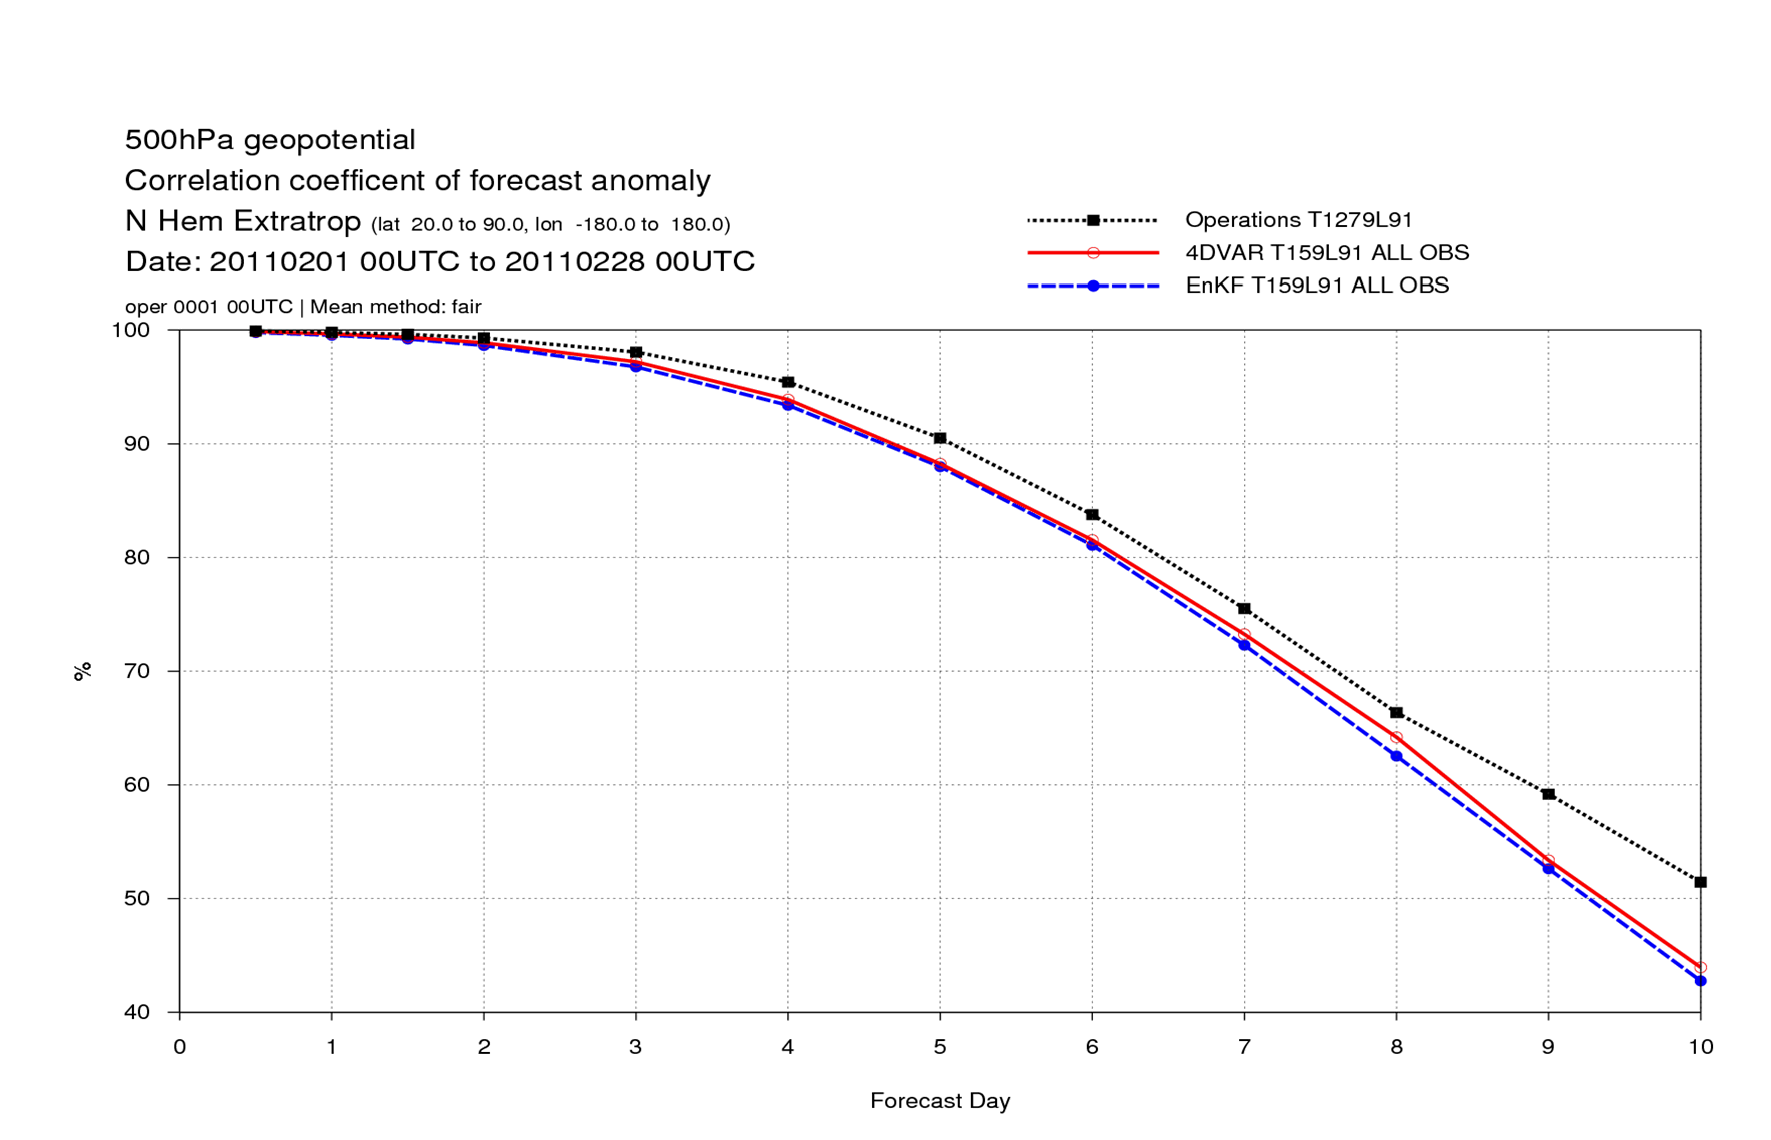 500hPa geopotential
Correlation coefficent of forecast anomaly
N Hem Extratrop (lat 20.0 to 90.0, lon -180.0 to 180.0)
Date: 20110201 00UTC to 20110228 00UTC
oper 0001 00UTC | Mean method: fair
Operations T1279L91
4DVAR T159L91 ALL OBS
EnKF T159L91 ALL OBS
100
90
80
70
60
50
40
%
0 1 2 3 4 5 6 7 8 9 10
Forecast Day